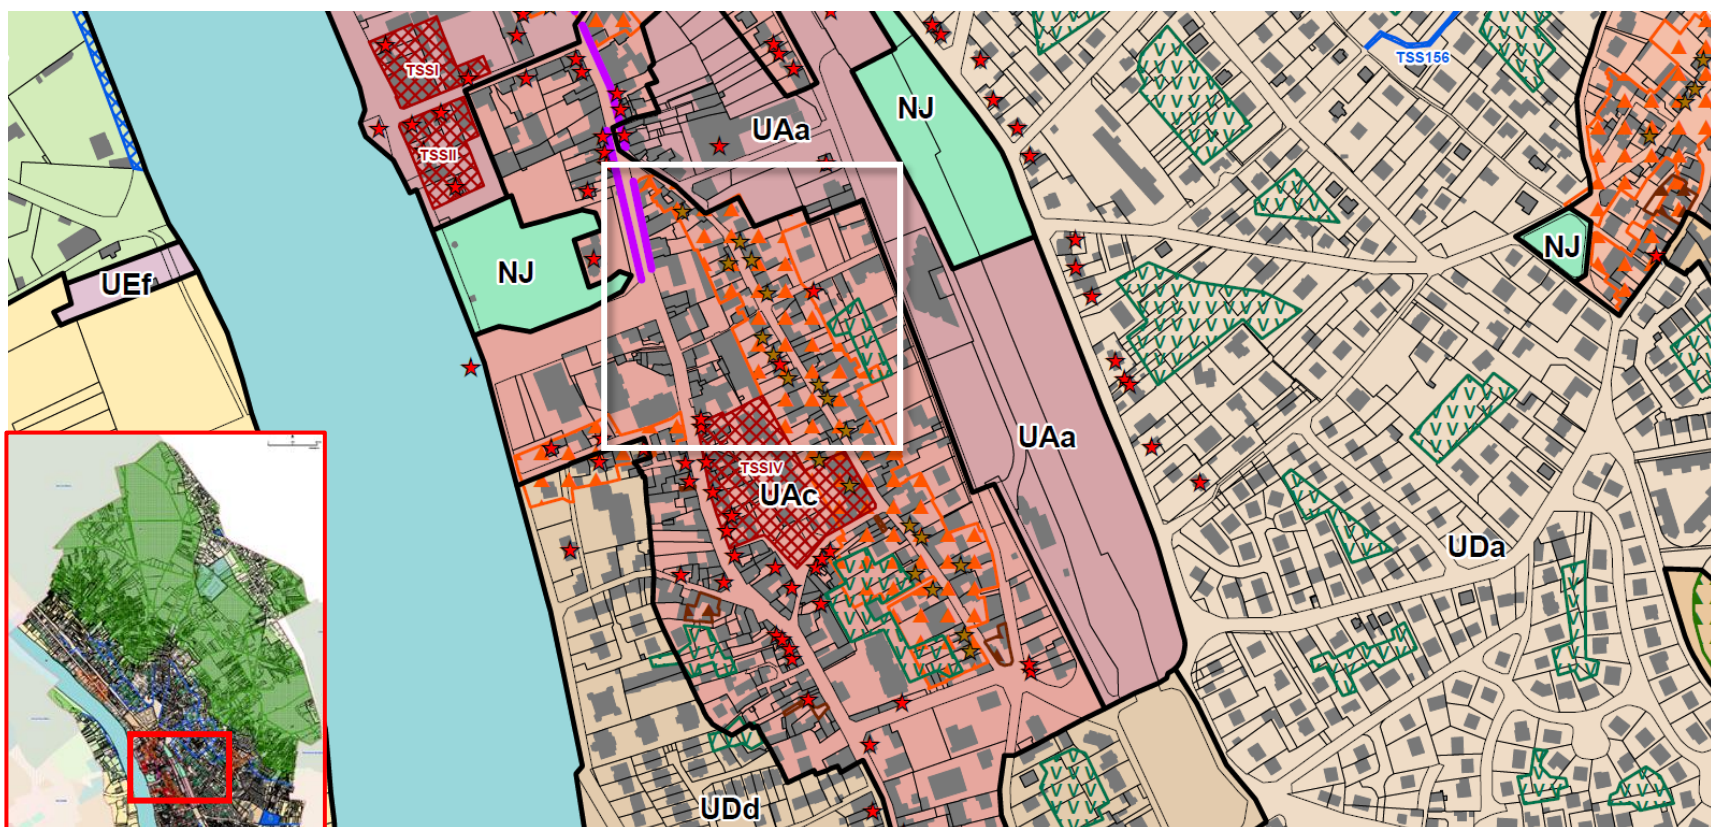 TSSI
TSS156
NJ
UAa
TSSII
NJ
NJ
UEf
UAa
TSSIV
UAc
UDa
UDd